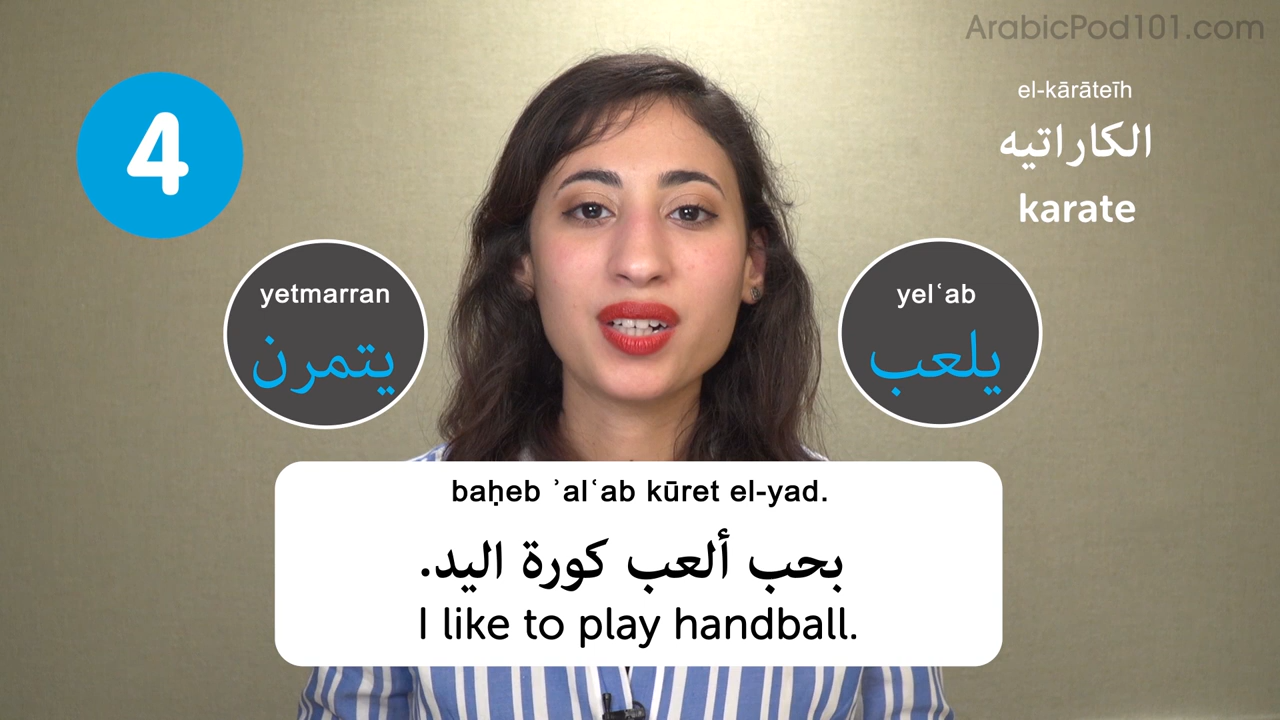 ArabicPod101.com
4
el-kārāteīh
الكاراتيه
karate
yetmarran
يتمرن
yelʿab
يلعب
baḥeb ʾalʿab kūret el-yad.
بحب ألعب كورة اليد.
I like to play handball.